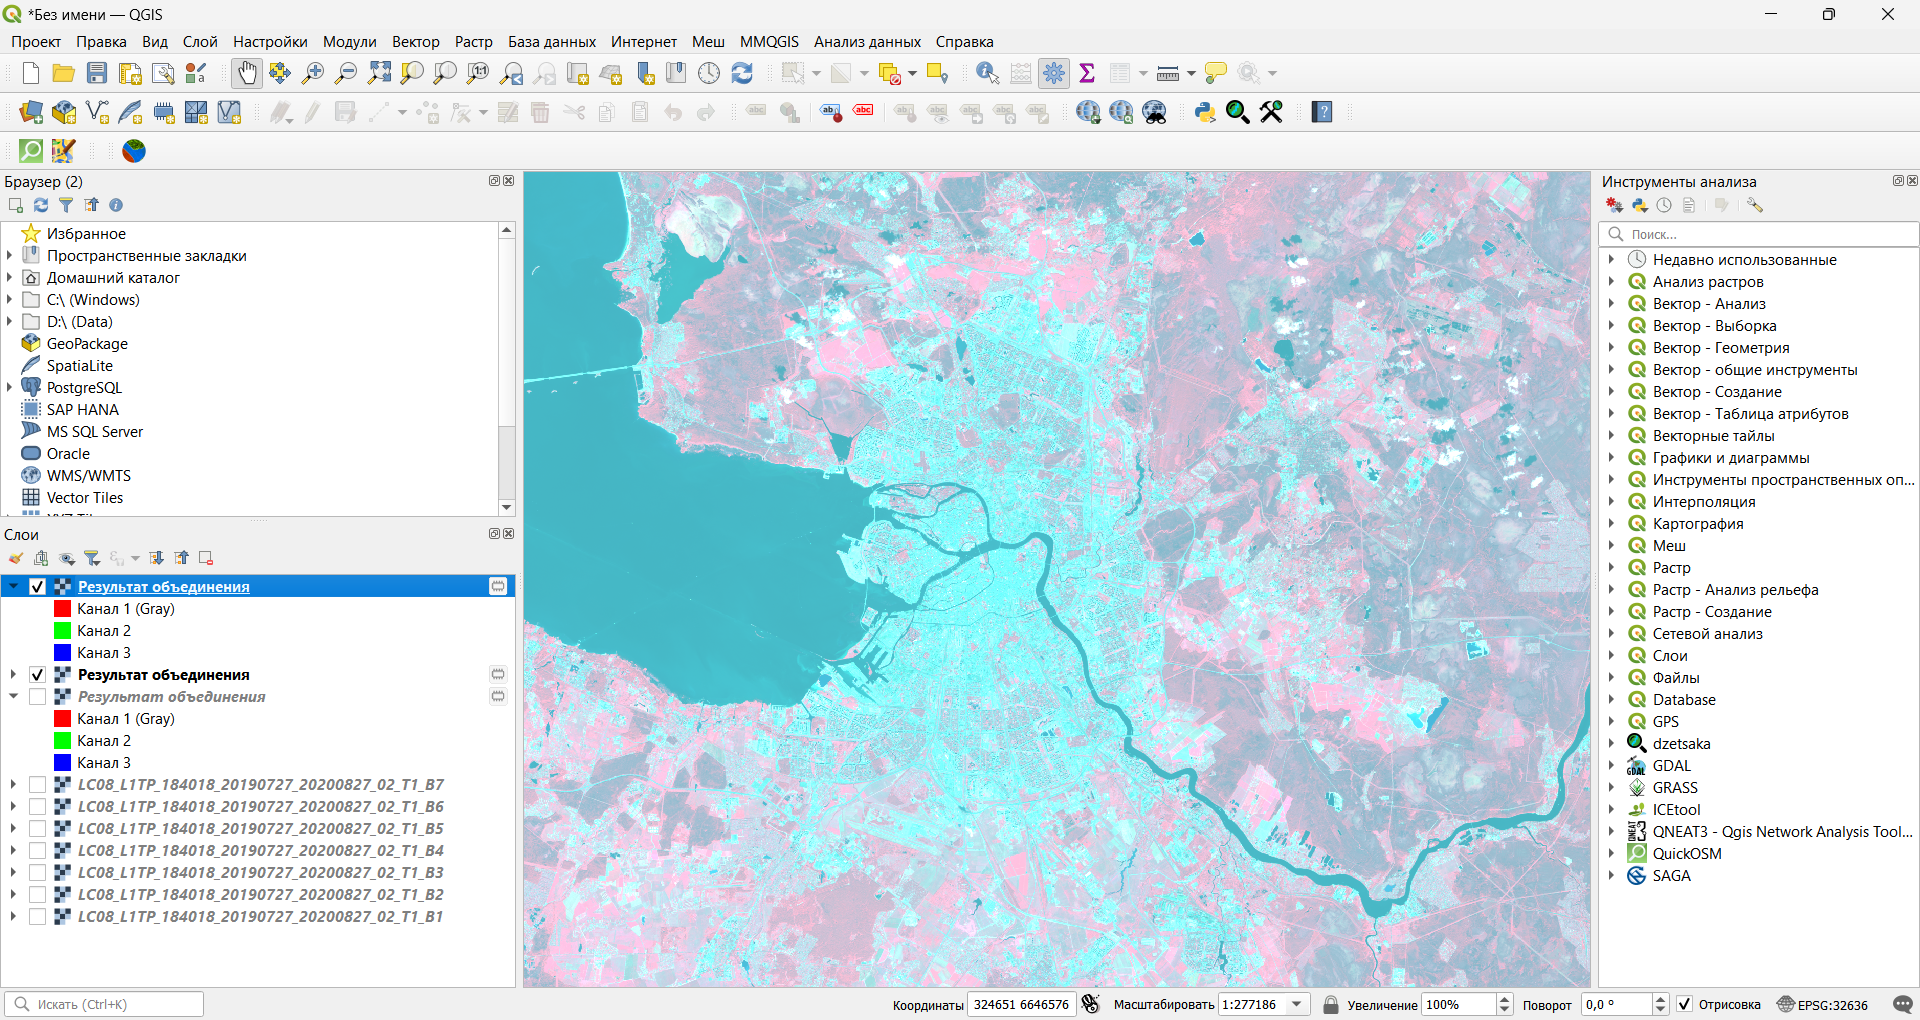 *Без имени — QGIS
Проект Правка Вид Слой Настройки Модули Вектор Растр База данных Интернет Меш MMQGIS Анализ данных Справка
Браузер (2)
Избранное
Пространственные закладки
Домашний каталог
C:\ (Windows)
D:\ (Data)
GeoPackage
SpatiaLite
PostgreSQL
SAP HANA
MS SQL Server
Oracle
WMS/WMTS
Vector Tiles
Слои
Результат объединения
Канал 1 (Gray)
Канал 2
Канал 3
Результат объединения
Результат объединения
Канал 1 (Gray)
Канал 2
Канал 3
LC08_L1TP_184018_20190727_20200827_02_T1_B7
LC08_L1TP_184018_20190727_20200827_02_T1_B6
LC08_L1TP_184018_20190727_20200827_02_T1_B5
LC08_L1TP_184018_20190727_20200827_02_T1_B4
LC08_L1TP_184018_20190727_20200827_02_T1_B3
LC08_L1TP_184018_20190727_20200827_02_T1_B2
LC08_L1TP_184018_20190727_20200827_02_T1_B1
Инструменты анализа
Поиск...
Недавно использованные
Анализ растров
Вектор - Анализ
Вектор - Выборка
Вектор - Геометрия
Вектор - общие инструменты
Вектор - Создание
Вектор - Таблица атрибутов
Векторные тайлы
Графики и диаграммы
Инструменты пространственных оп...
Интерполяция
Картография
Меш
Растр
Растр - Анализ рельефа
Растр - Создание
Сетевой анализ
Слои
Файлы
Database
GPS
dzetsaka
GDAL
GRASS
ICEtool
QNEAT3 - Qgis Network Analysis Tool...
QuickOSM
SAGA
Искать (Ctrl+K)
Координаты 324651 6646576 Масштабировать 1:277186 Увеличение 100% Поворот 0,0 ° Отрисовка EPSG:32636